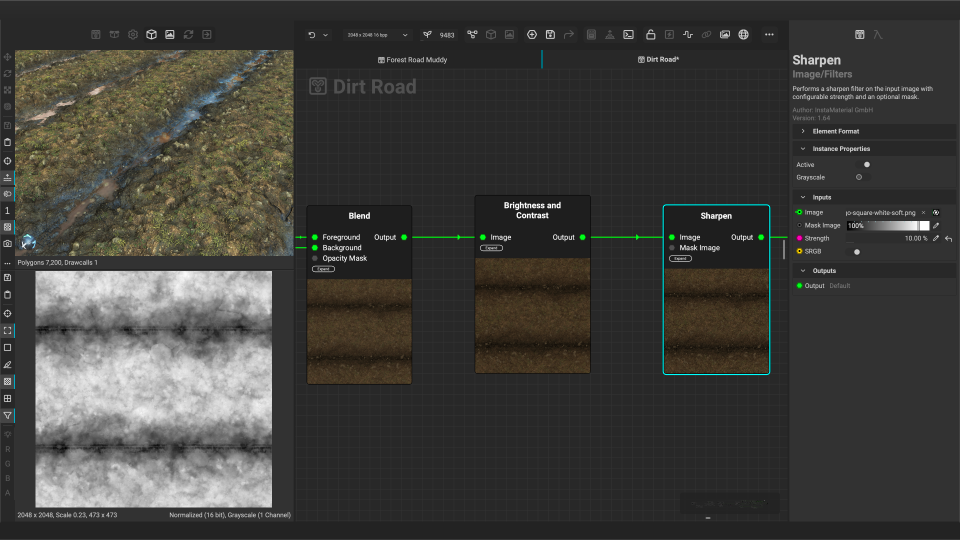 2048 x 2048 16 bpp
9483
Forest Road Muddy
Dirt Road*
Dirt Road
Polygons 7,200, Drawcalls 1
1
R
G
B
A
2048 x 2048, Scale 0.23, 473 x 473
Normalized (16 bit), Grayscale (1 Channel)
Blend
Foreground
Output
Background
Opacity Mask
Expand
Brightness and
Contrast
Image
Output
Expand
Sharpen
Image
Output
Mask Image
Expand
Sharpen
Image/Filters
Performs a sharpen filter on the input image with
configurable strength and an optional mask.
Author: InstaMaterial GmbH
Version: 1.64
Element Format
Instance Properties
Active
Grayscale
Inputs
Image
-square-white-soft.png
Mask Image
100%
Strength
10.00 %
SRGB
Outputs
Output
Default